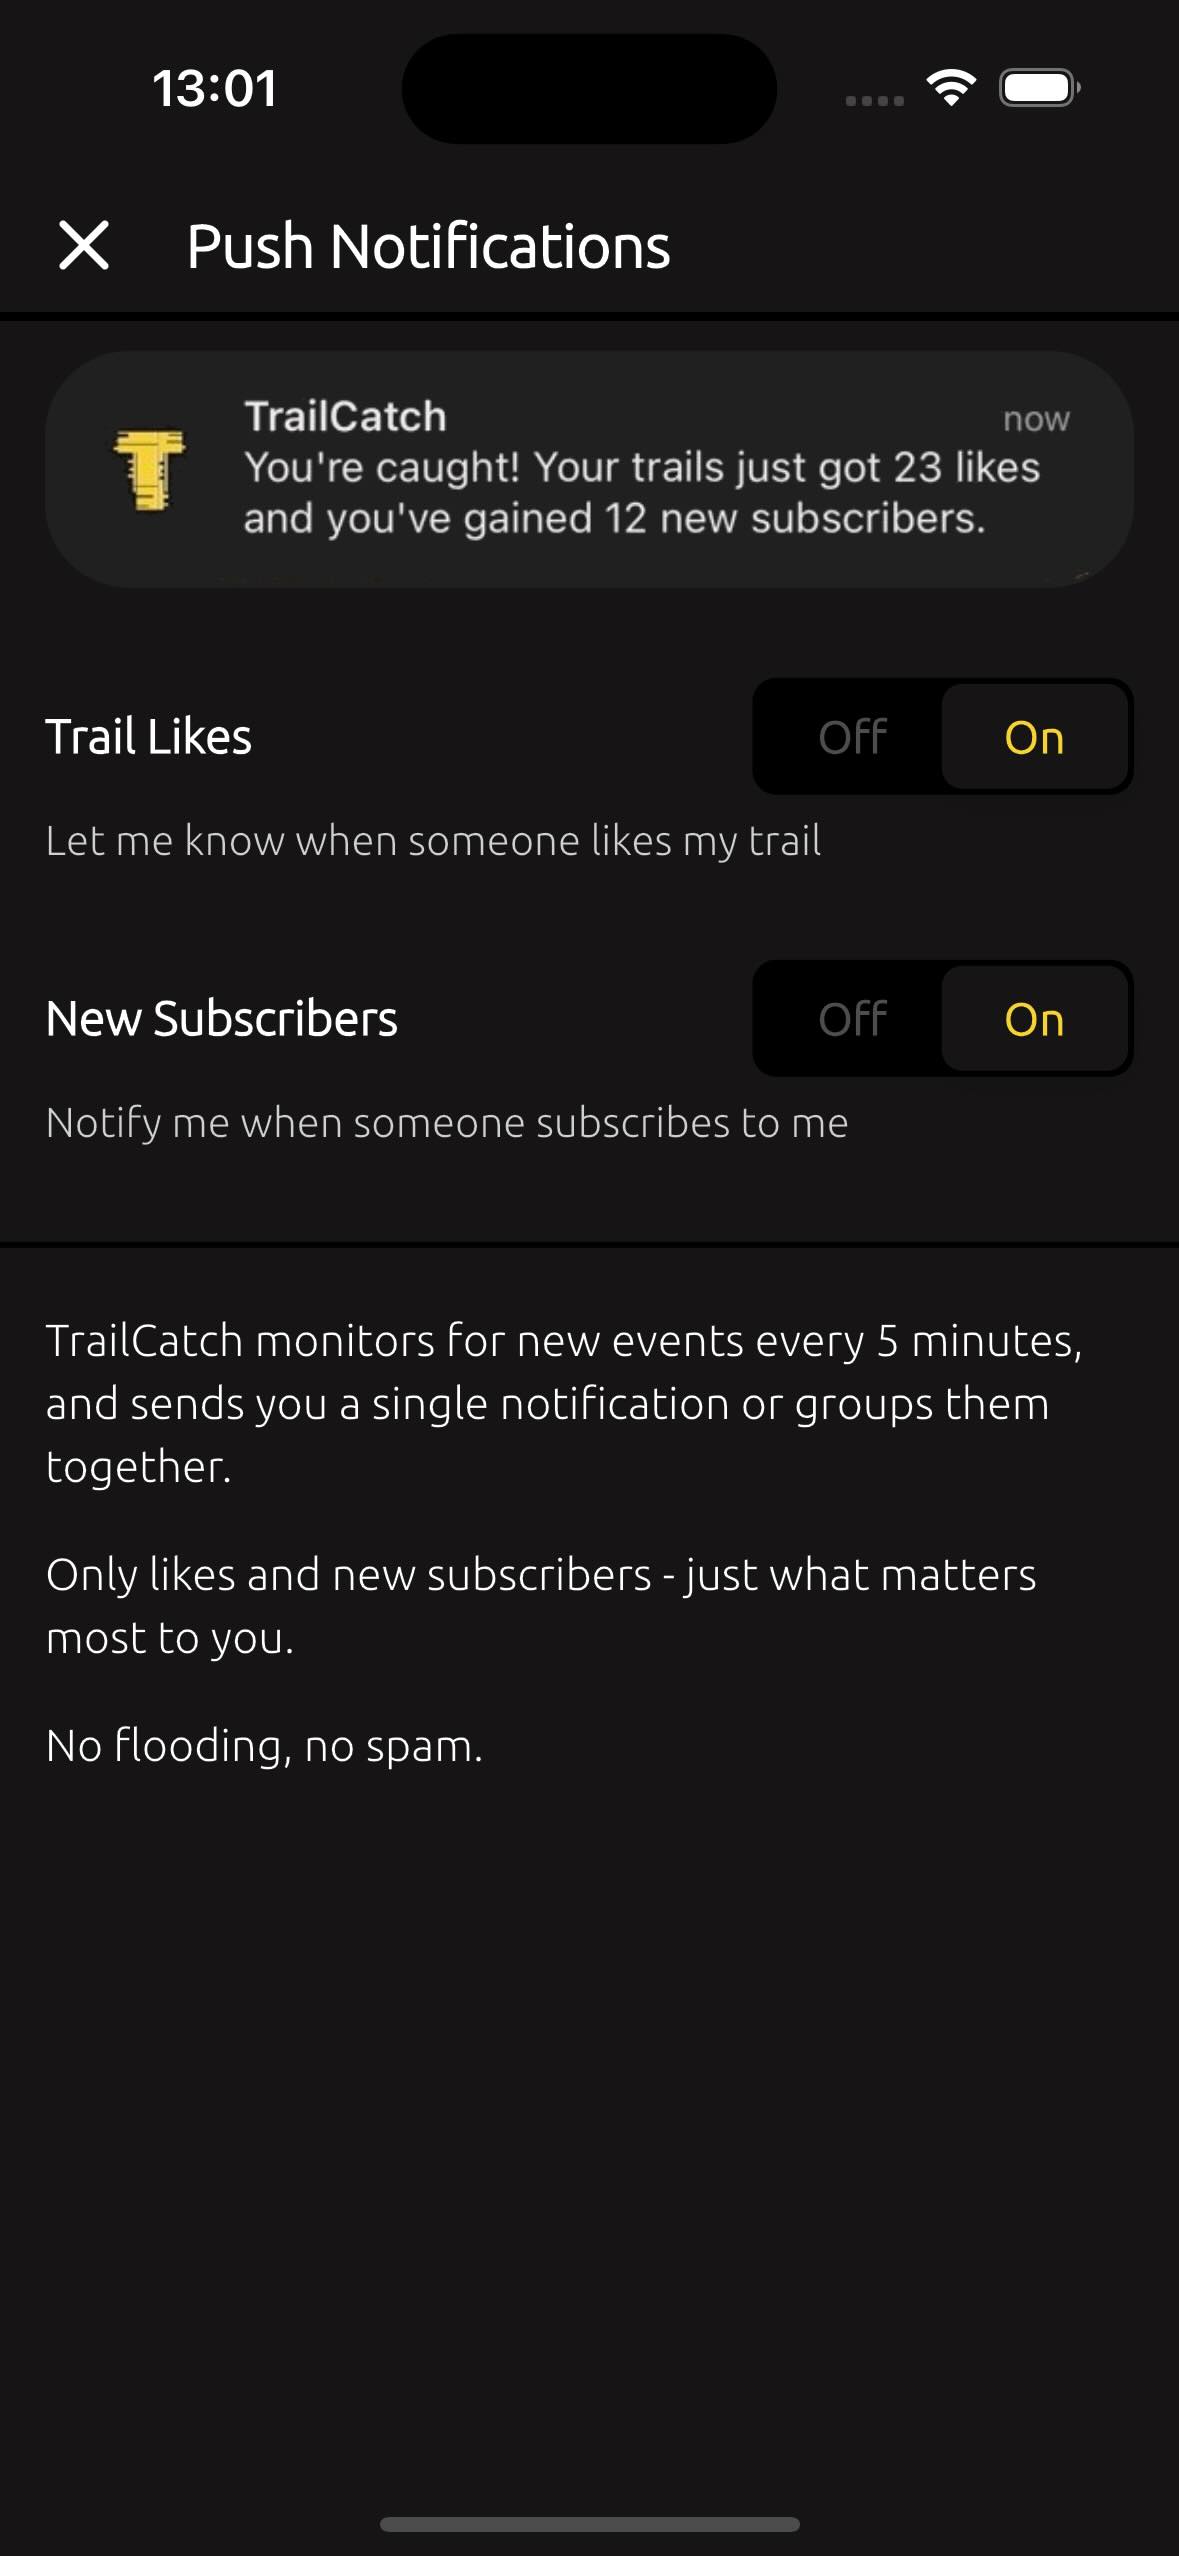 13:01
Push Notifications
TrailCatch
now
You're caught! Your trails just got 23 likes
and you've gained 12 new subscribers.
Trail Likes
Off
On
Let me know when someone likes my trail
New Subscribers
Off
On
Notify me when someone subscribes to me
TrailCatch monitors for new events every 5 minutes,
and sends you a single notification or groups them
together.
Only likes and new subscribers - just what matters
most to you.
No flooding, no spam.